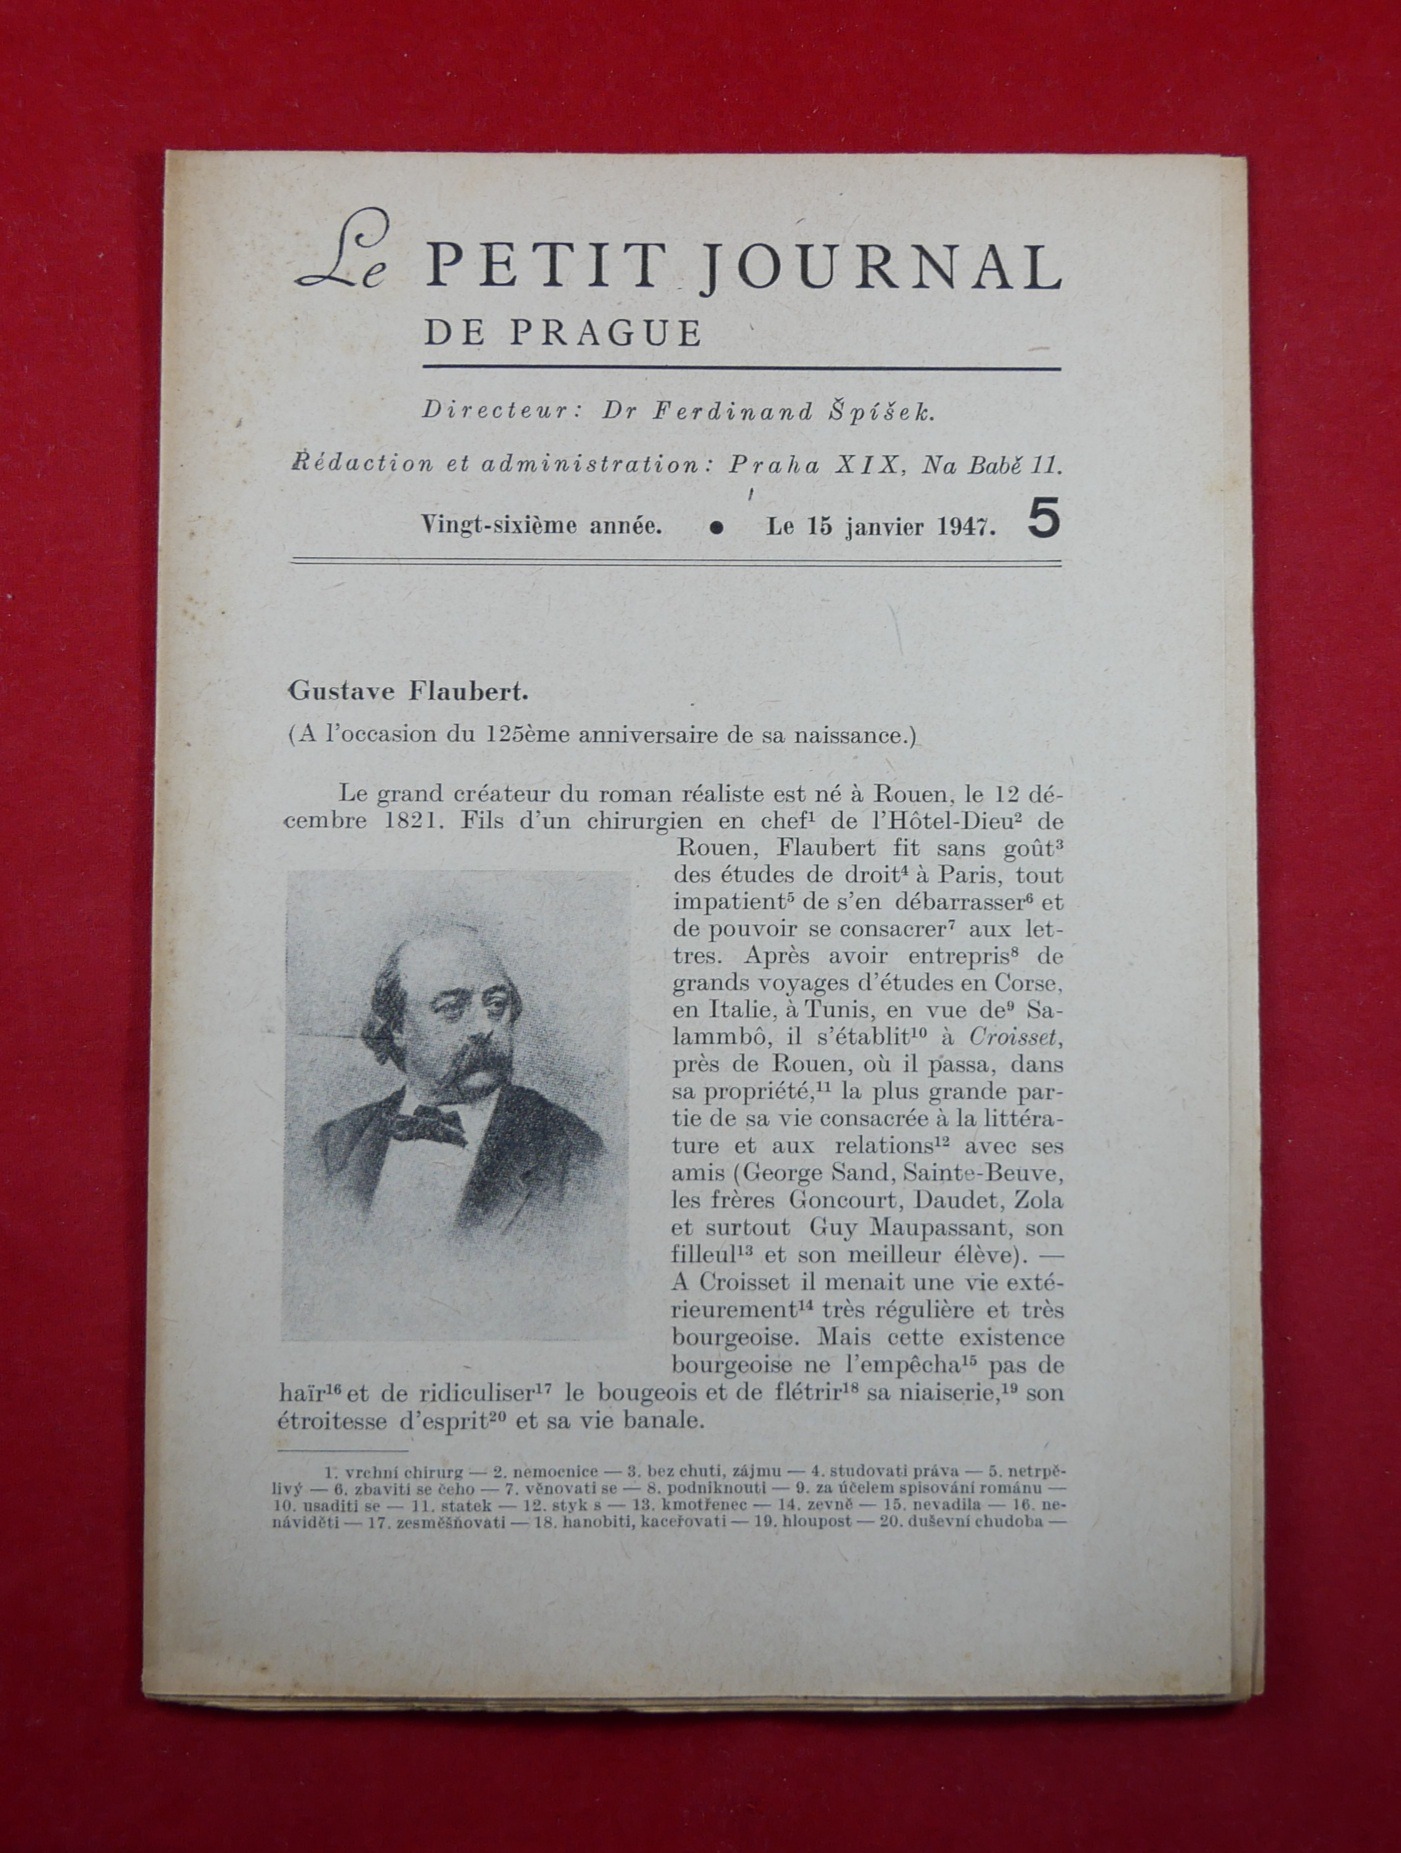 Le PETIT JOURNAL
DE PRAGUE
Directeur: Dr Ferdinand Špíšek.
Rédaction et administration: Praha XIX, Na Babě 11.
Vingt-sixième année. ● Le 15 janvier 1947. 5
Gustave Flaubert.
(A l'occasion du 125ème anniversaire de sa naissance.)
Le grand créateur du roman réaliste est né à Rouen, le 12 dé-
cembre 1821. Fils d'un chirurgien en chef¹ de l'Hôtel-Dieu² de
Rouen, Flaubert fit sans goût³
des études de droit⁴ à Paris, tout
impatient⁵ de s'en débarrasser⁶ et
de pouvoir se consacrer⁷ aux let-
tres. Après avoir entrepris⁸ de
grands voyages d'études en Corse,
en Italie, à Tunis, en vue de⁹ Sa-
lammbô, il s'établit¹⁰ à Croisset,
près de Rouen, où il passa, dans
sa propriété,¹¹ la plus grande par-
tie de sa vie consacrée à la littéra-
ture et aux relations¹² avec ses
amis (George Sand, Sainte-Beuve,
les frères Goncourt, Daudet, Zola
et surtout Guy Maupassant, son
filleul¹³ et son meilleur élève). —
A Croisset il menait une vie exté-
rieurement¹⁴ très régulière et très
bourgeoise. Mais cette existence
bourgeoise ne l'empêcha¹⁵ pas de
haïr¹⁶ et de ridiculiser¹⁷ le bougeois et de flétrir¹⁸ sa niaiserie,¹⁹ son
étroitesse d'esprit²⁰ et sa vie banale.
1. vrchní chirurg — 2. nemocnice — 3. bez chuti, zájmu — 4. studovati práva — 5. netrpě-
livý — 6. zbaviti se čeho — 7. věnovati se — 8. podniknouti — 9. za účelem spisování románu —
10. usaditi se — 11. statek — 12. styk s — 13. kmotřenec — 14. zevně — 15. nevadila — 16. ne-
náviděti — 17. zesměšňovati — 18. hanobiti, kaceřovati — 19. hloupost — 20. duševní chudoba —